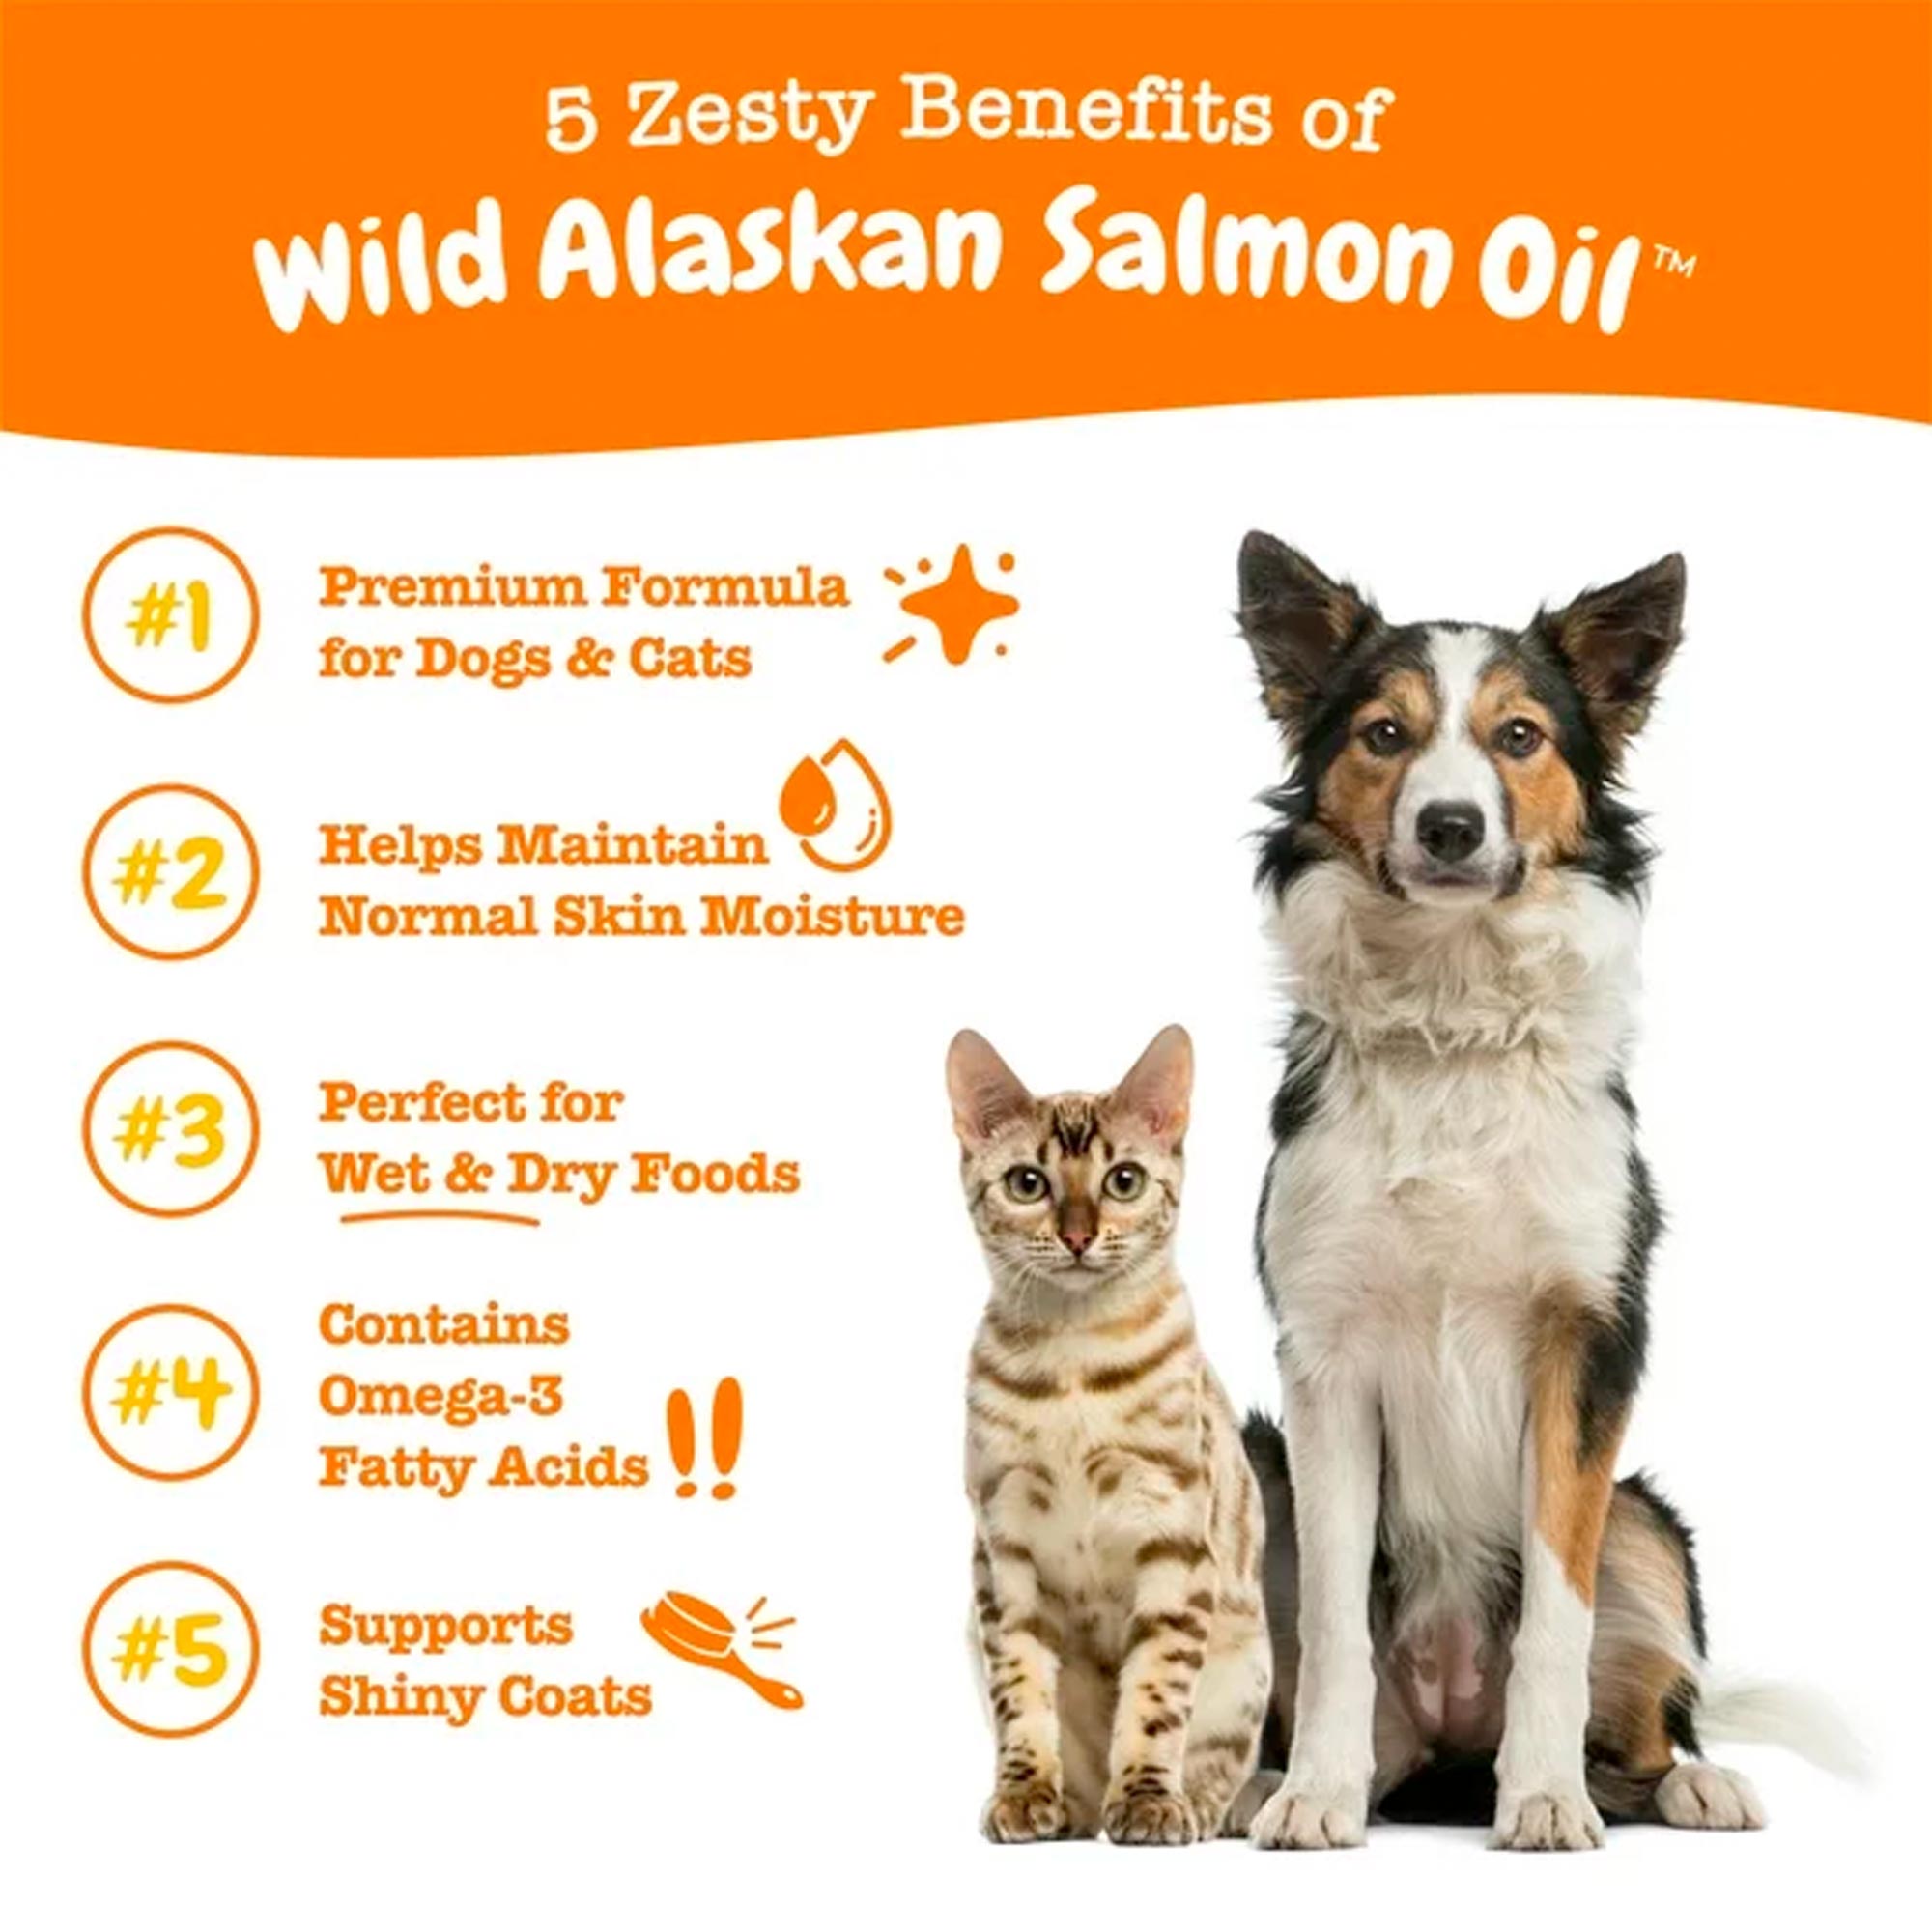 5 Zesty Benefits of
Wild Alaskan Salmon Oil™
#1
Premium Formula
for Dogs & Cats
#2
Helps Maintain
Normal Skin Moisture
#3
Perfect for
Wet & Dry Foods
#4
Contains
Omega-3
Fatty Acids
#5
Supports
Shiny Coats